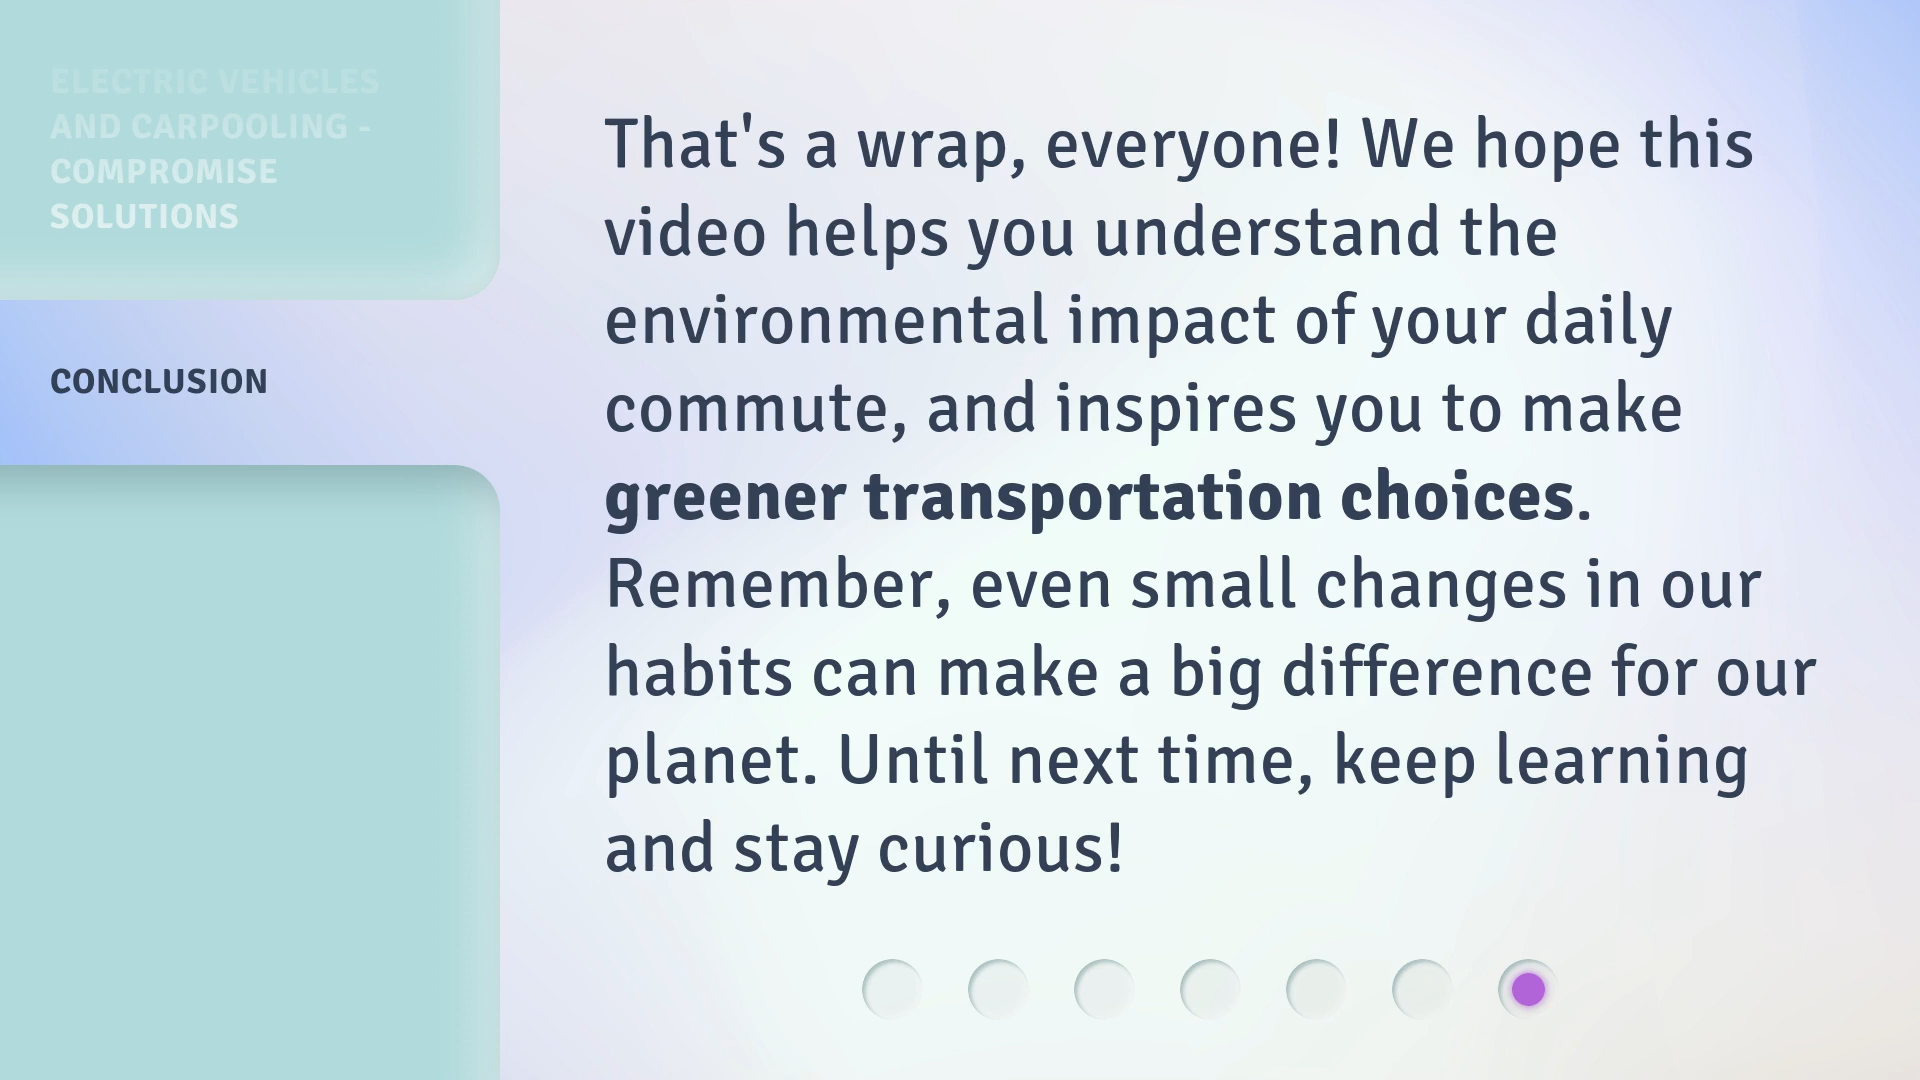 ELECTRIC VEHICLES
AND CARPOOLING -
COMPROMISE
SOLUTIONS
CONCLUSION
That's a wrap, everyone! We hope this
video helps you understand the
environmental impact of your daily
commute, and inspires you to make
greener transportation choices.
Remember, even small changes in our
habits can make a big difference for our
planet. Until next time, keep learning
and stay curious!